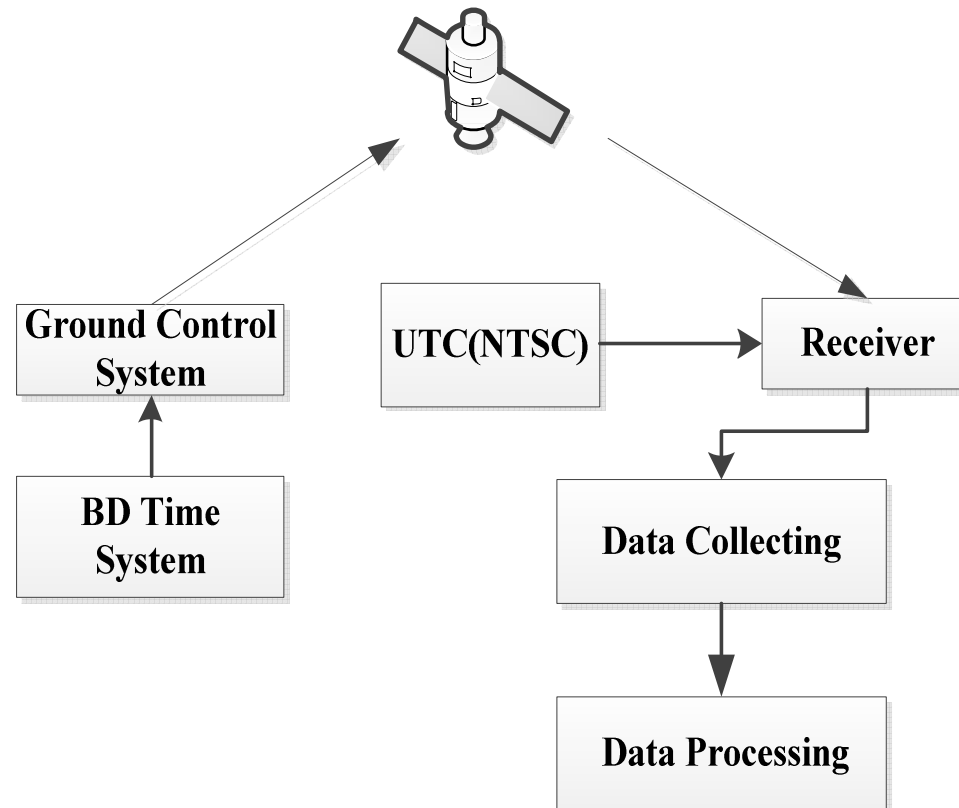 Ground Control
System
UTC(NTSC)
Receiver
BD Time
System
Data Collecting
Data Processing